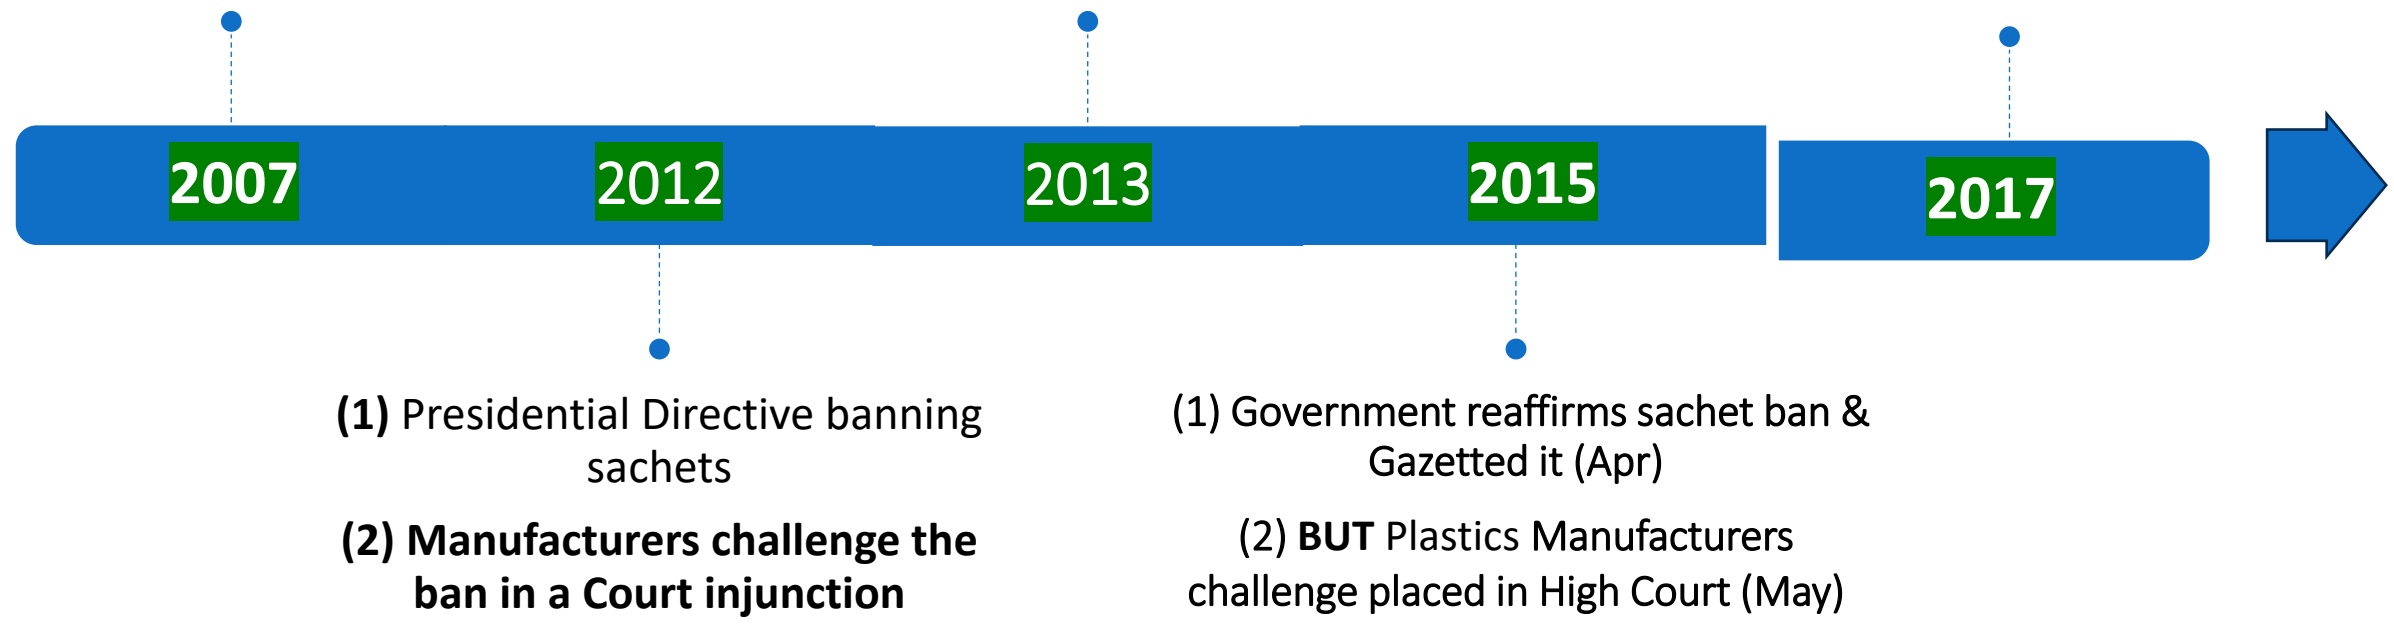 2007
2012
2013
2015
2017
(1) Presidential Directive banning
sachets
(2) Manufacturers challenge the
ban in a Court injunction
(1) Government reaffirms sachet ban &
Gazetted it (Apr)
(2) BUT Plastics Manufacturers
challenge placed in High Court (May)